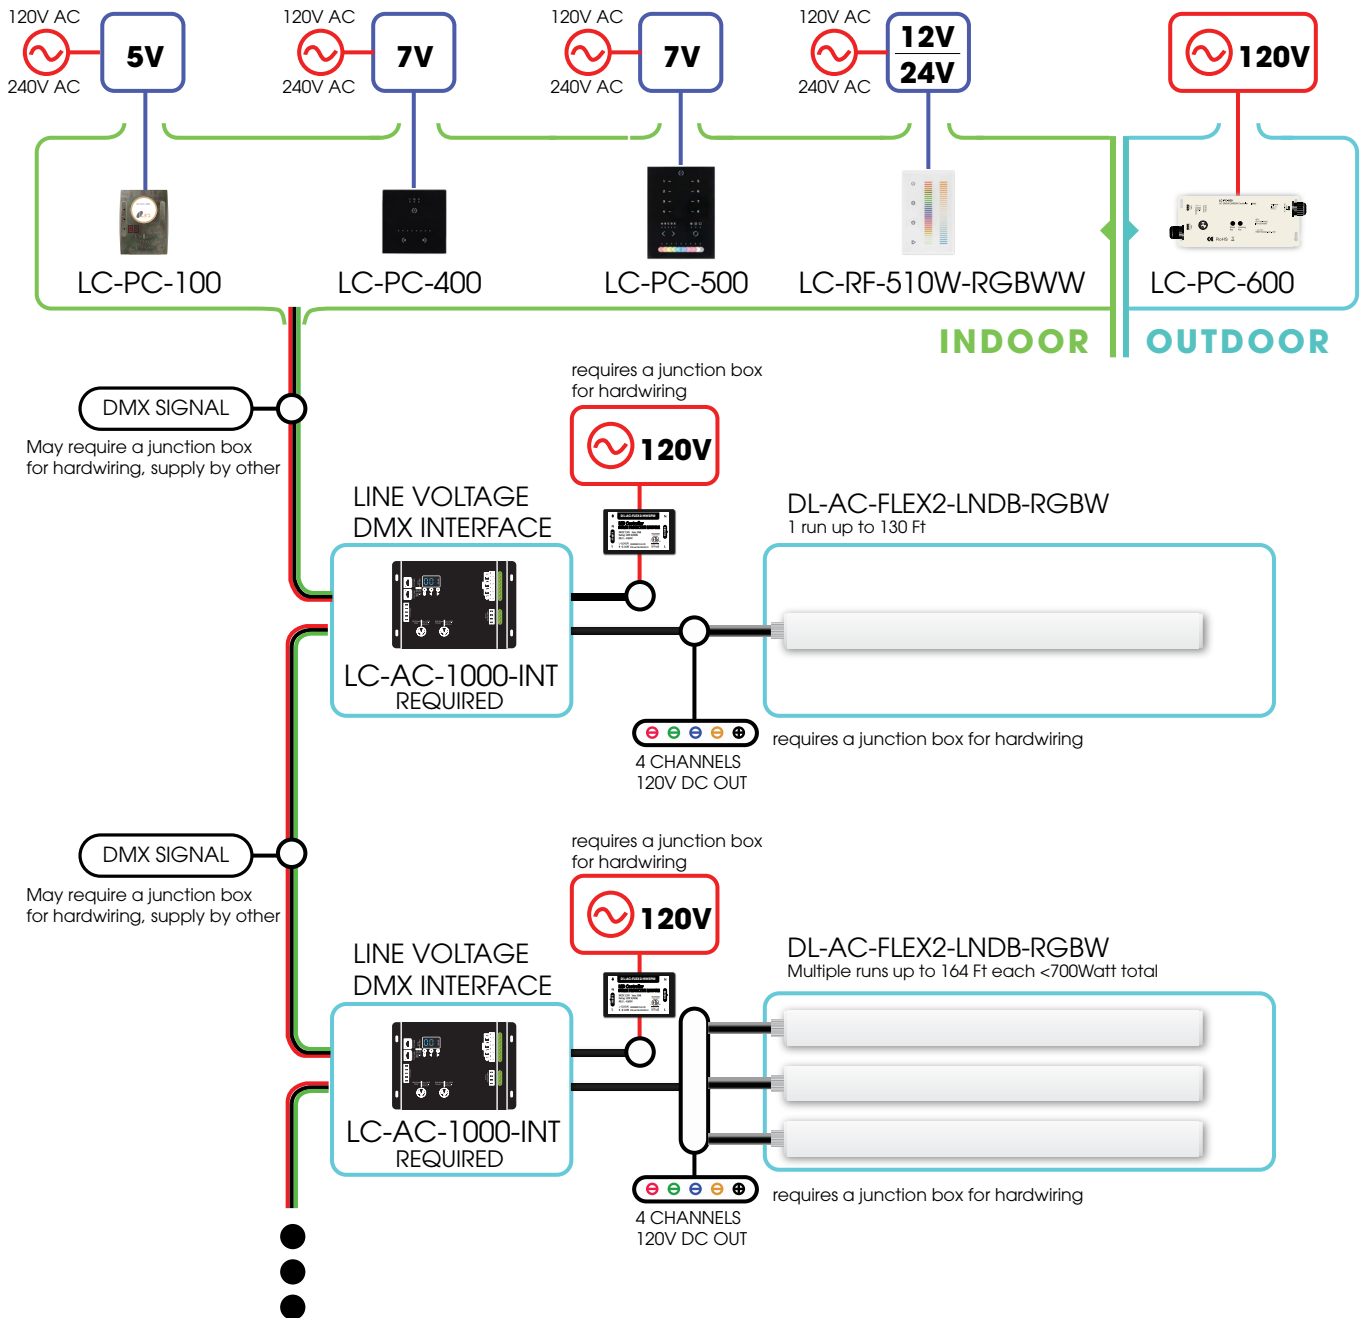 120V AC
240V AC
5V
120V AC
240V AC
7V
120V AC
240V AC
7V
120V AC
240V AC
12V
24V
120V
LC-PC-100
LC-PC-400
LC-PC-500
LC-RF-510W-RGBWW
LC-PC-600
INDOOR
OUTDOOR
DMX SIGNAL
May require a junction box
for hardwiring, supply by other
LINE VOLTAGE
DMX INTERFACE
001
LC-AC-1000-INT
REQUIRED
requires a junction box
for hardwiring
120V
DL-AC-FLEX2-LNDB-RGBW
1 run up to 130 Ft
requires a junction box for hardwiring
4 CHANNELS
120V DC OUT
DMX SIGNAL
May require a junction box
for hardwiring, supply by other
LINE VOLTAGE
DMX INTERFACE
001
LC-AC-1000-INT
REQUIRED
requires a junction box
for hardwiring
120V
DL-AC-FLEX2-LNDB-RGBW
Multiple runs up to 164 Ft each <700Watt total
requires a junction box for hardwiring
4 CHANNELS
120V DC OUT